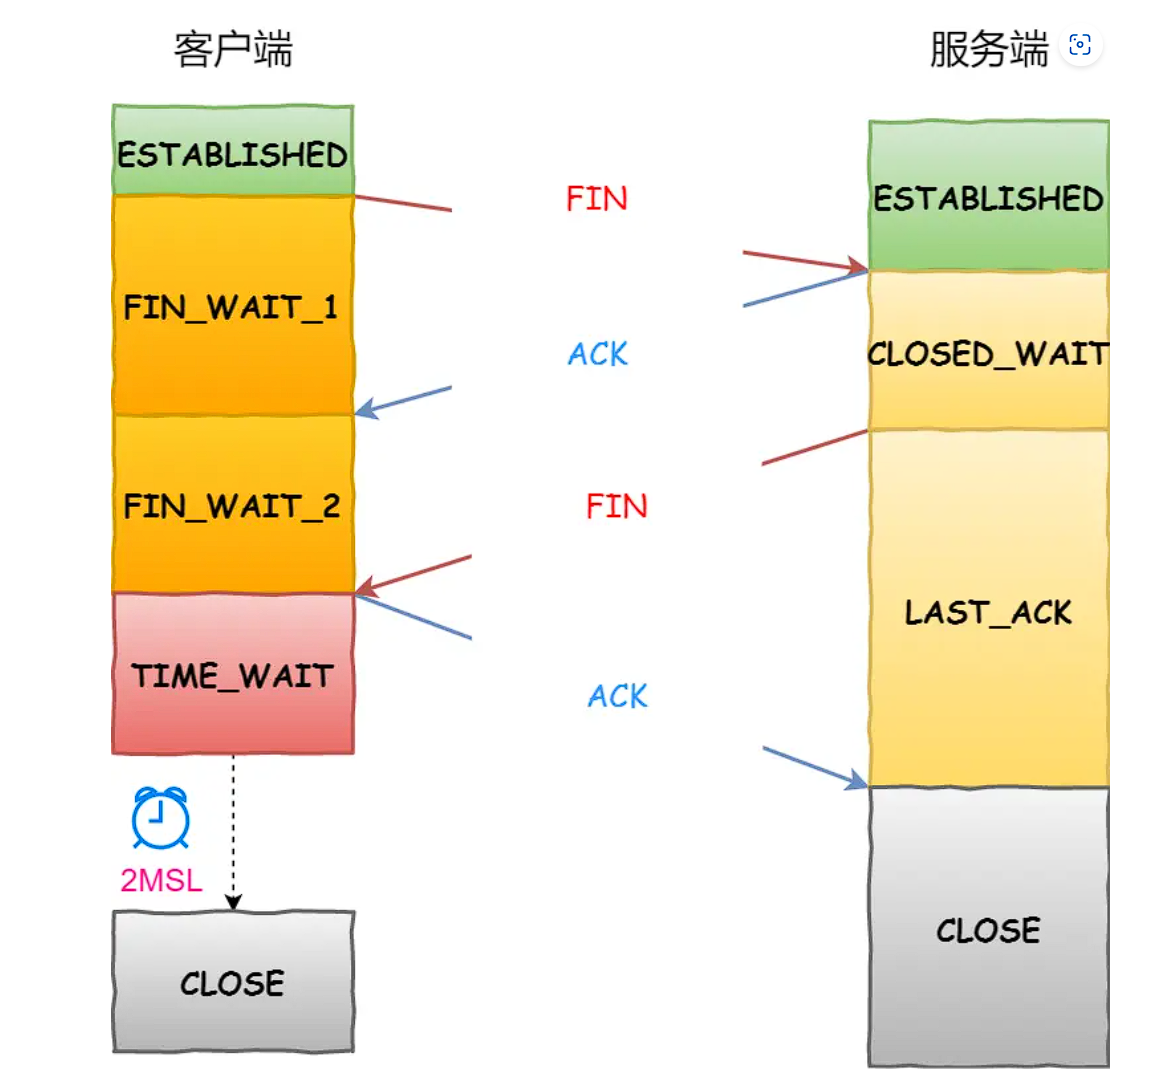 客户端
服务端
ESTABLISHED
ESTABLISHED
FIN
FIN_WAIT_1
ACK
CLOSED_WAIT
FIN_WAIT_2
FIN
LAST_ACK
TIME_WAIT
ACK
2MSL
CLOSE
CLOSE